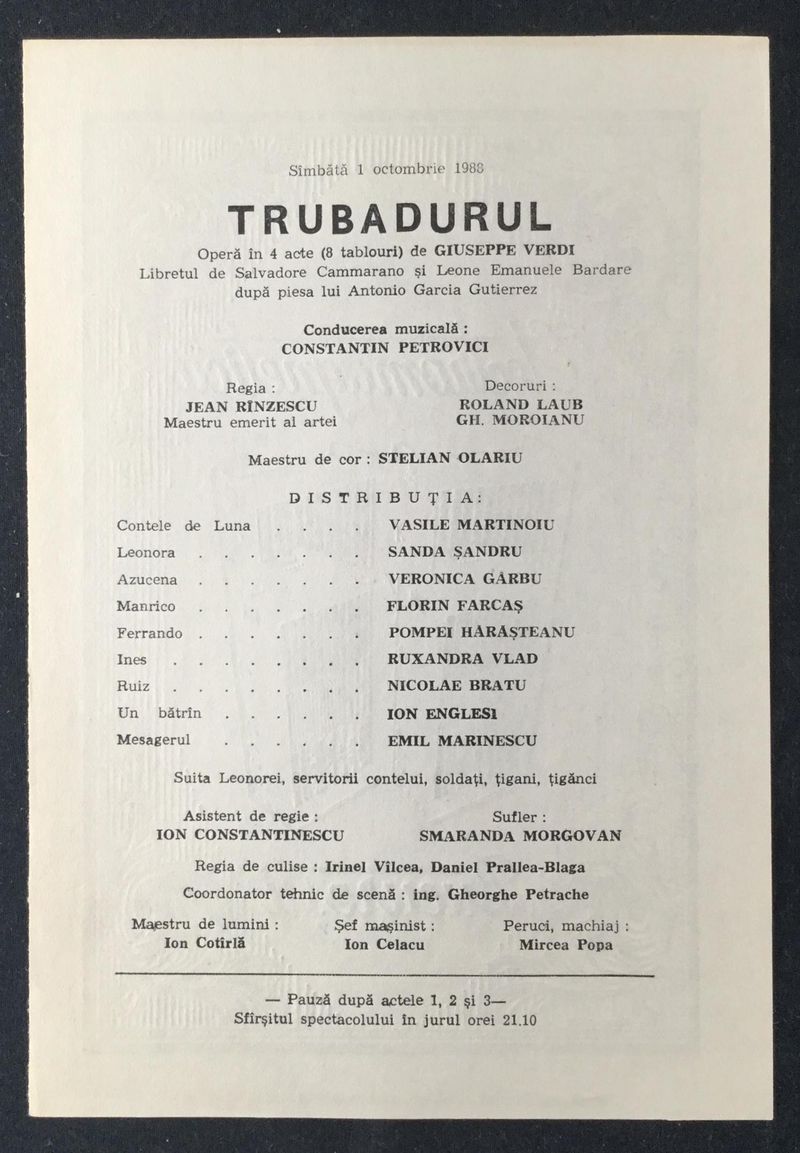 Sîmbătă 1 octombrie 1988
TRUBADURUL
Operă în 4 acte (8 tablouri) de GIUSEPPE VERDI
Libretul de Salvadore Cammarano și Leone Emanuele Bardare
după piesa lui Antonio Garcia Gutierrez
Conducerea muzicală :
CONSTANTIN PETROVICI
Regia :
JEAN RÎNZESCU
Maestru emerit al artei
Decoruri :
ROLAND LAUB
GH. MOROIANU
Maestru de cor : STELIAN OLARIU
DISTRIBUȚIA:
Contele de Luna . . . . VASILE MARTINOIU
Leonora . . . . . . . SANDA ȘANDRU
Azucena . . . . . . . VERONICA GÂRBU
Manrico . . . . . . . FLORIN FARCAȘ
Ferrando . . . . . . . POMPEI HĂRĂȘTEANU
Ines . . . . . . . . RUXANDRA VLAD
Ruiz . . . . . . . . NICOLAE BRATU
Un bătrîn . . . . . . ION ENGLESI
Mesagerul . . . . . . EMIL MARINESCU
Suita Leonorei, servitorii contelui, soldați, țigani, țigănci
Asistent de regie :
ION CONSTANTINESCU
Sufler :
SMARANDA MORGOVAN
Regia de culise : Irinel Vîlcea, Daniel Prallea-Blaga
Coordonator tehnic de scenă : ing. Gheorghe Petrache
Maestru de lumini :
Ion Cotîrlă
Șef mașinist :
Ion Celacu
Peruci, machiaj :
Mircea Popa
— Pauză după actele 1, 2 și 3—
Sfîrșitul spectacolului în jurul orei 21.10